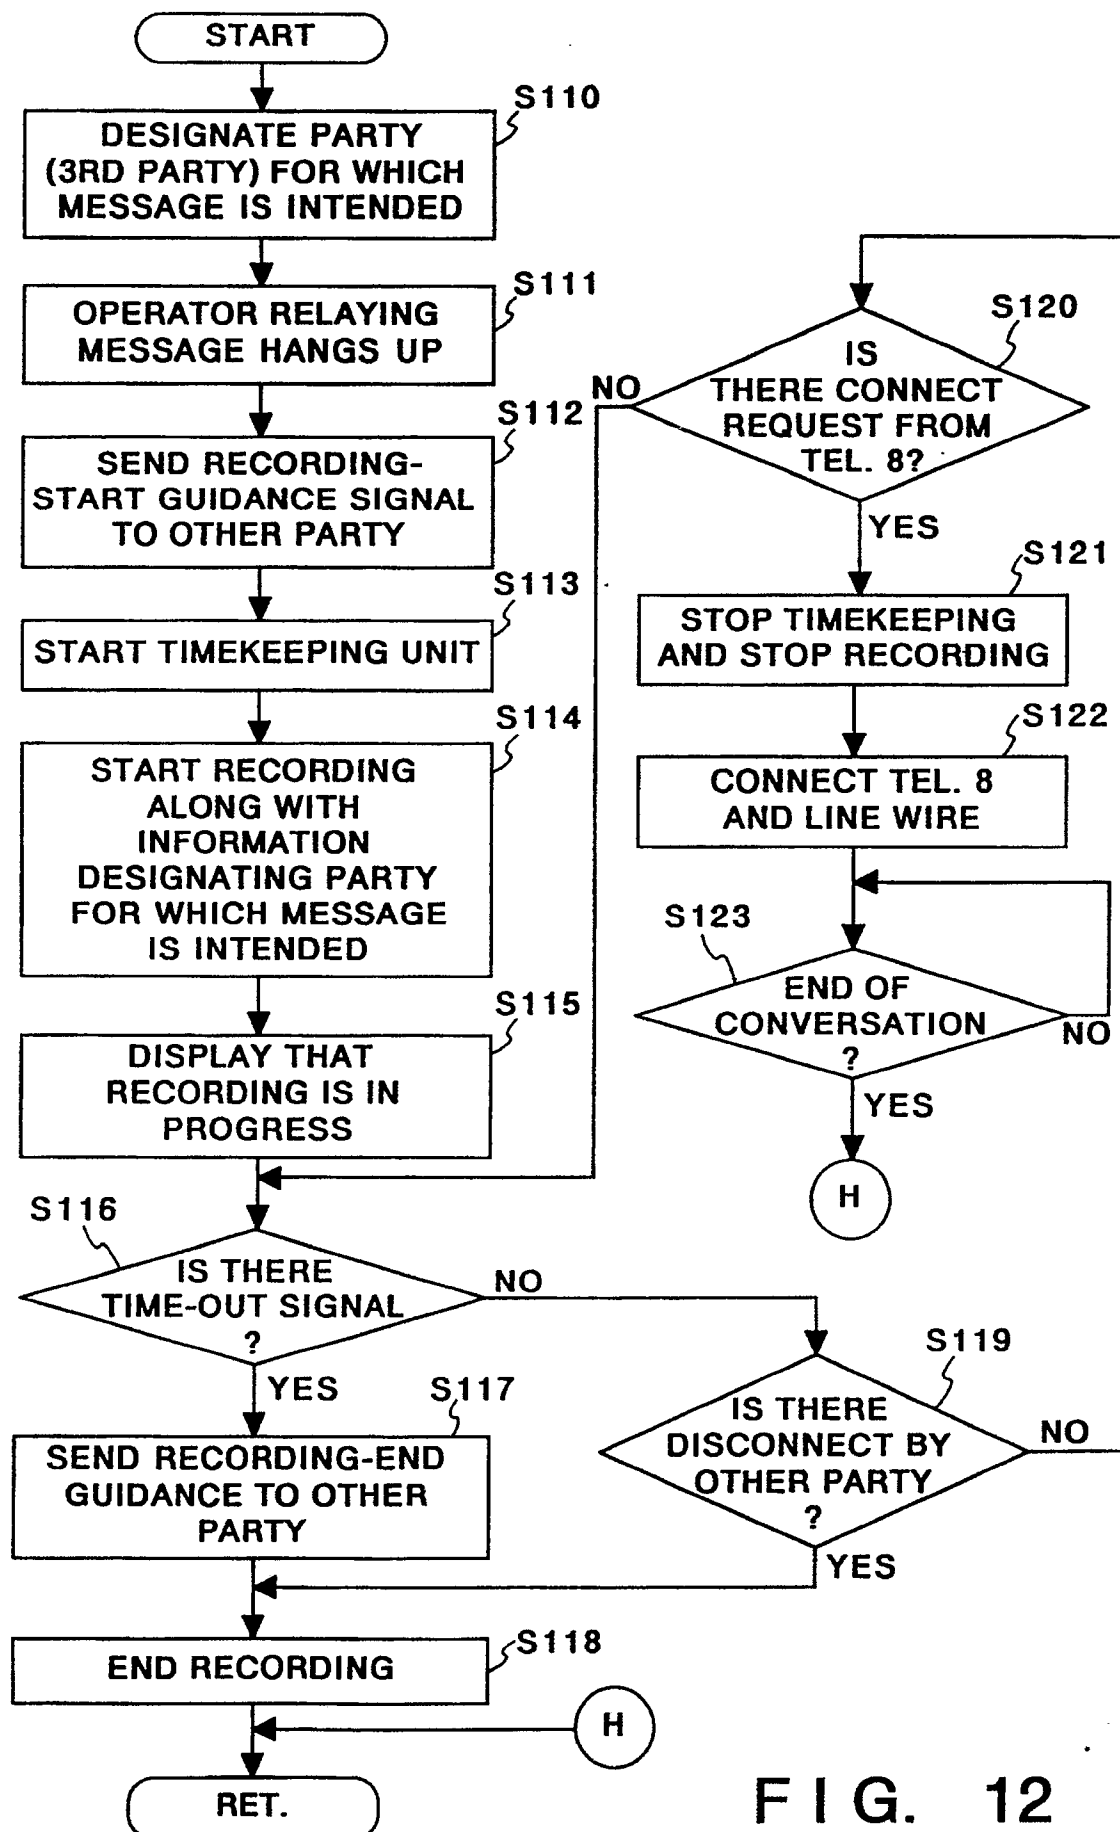 START
S110
DESIGNATE PARTY
(3RD PARTY) FOR WHICH
MESSAGE IS INTENDED
S111
OPERATOR RELAYING
MESSAGE HANGS UP
S112
SEND RECORDING-
START GUIDANCE SIGNAL
TO OTHER PARTY
S113
START TIMEKEEPING UNIT
S114
START RECORDING
ALONG WITH
INFORMATION
DESIGNATING PARTY
FOR WHICH MESSAGE
IS INTENDED
S115
DISPLAY THAT
RECORDING IS IN
PROGRESS
S116
IS THERE
TIME-OUT SIGNAL
?
NO
YES
S117
SEND RECORDING-END
GUIDANCE TO OTHER
PARTY
S118
END RECORDING
H
RET.
S119
IS THERE
DISCONNECT BY
OTHER PARTY
?
NO
YES
S120
IS
THERE CONNECT
REQUEST FROM
TEL. 8?
NO
YES
S121
STOP TIMEKEEPING
AND STOP RECORDING
S122
CONNECT TEL. 8
AND LINE WIRE
S123
END OF
CONVERSATION
?
NO
YES
H
FIG. 12